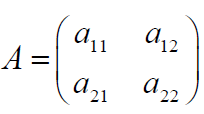 A = ( a₁₁ a₁₂
a₂₁ a₂₂ )